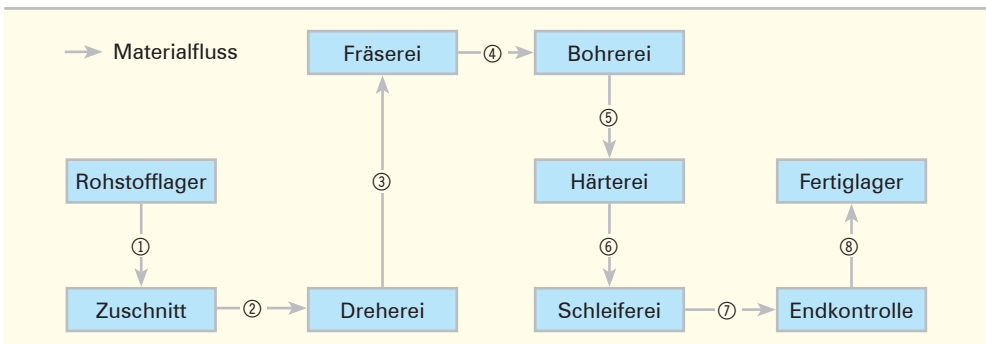 Materialfluss
Fräserei
④
Bohrerei
⑤
Rohstofflager
③
Härterei
Fertiglager
①
⑥
⑧
Zuschnitt
②
Dreherei
Schleiferei
⑦
Endkontrolle